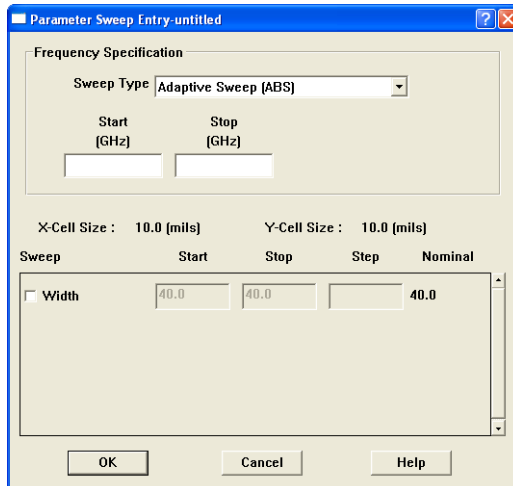 Parameter Sweep Entry-untitled
Frequency Specification
Sweep Type Adaptive Sweep (ABS)
Start Stop
(GHz) (GHz)
X-Cell Size : 10.0 (mils) Y-Cell Size : 10.0 (mils)
Sweep Start Stop Step Nominal
Width 40.0 40.0 40.0
OK Cancel Help